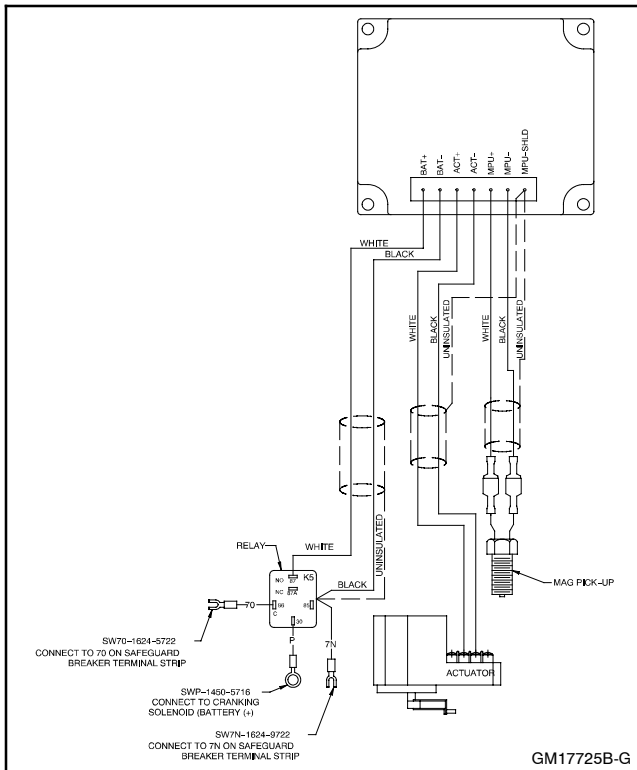 BAT+
BAT-
ACT+
ACT-
MPU+
MPU-
MPU-SHLD
WHITE
BLACK
WHITE
BLACK
UNINSULATED
WHITE
BLACK
UNINSULATED
RELAY
WHITE
UNINSULATED
NO 87 K5
NC 87A
BLACK
70
66
85
C
30
MAG PICK-UP
SW70-1624-5722
CONNECT TO 70 ON SAFEGUARD
BREAKER TERMINAL STRIP
P
7N
ACTUATOR
SWP-1450-5716
CONNECT TO CRANKING
SOLENOID (BATTERY (+)
SW7N-1624-9722
CONNECT TO 7N ON SAFEGUARD
BREAKER TERMINAL STRIP
GM17725B-G